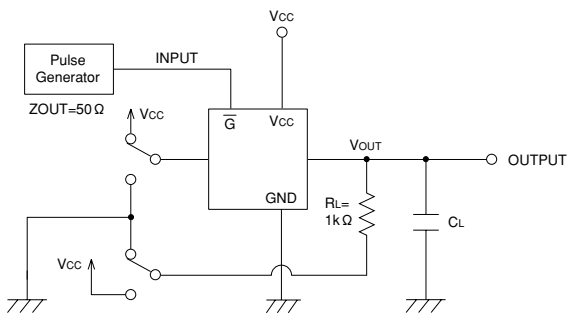 VCC
Pulse
Generator
INPUT
ZOUT=50Ω
VCC
G̅
VCC
VOUT
OUTPUT
GND
RL=
1kΩ
CL
VCC